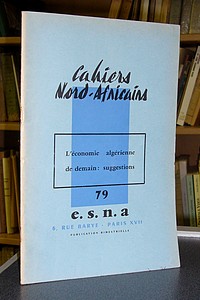 Cahiers
Nord-Africains
L'économie algérienne
de demain : suggestions
79
e.s.n.a
8, RUE BARYE - PARIS XVII
PUBLICATION BIMESTRIELLE